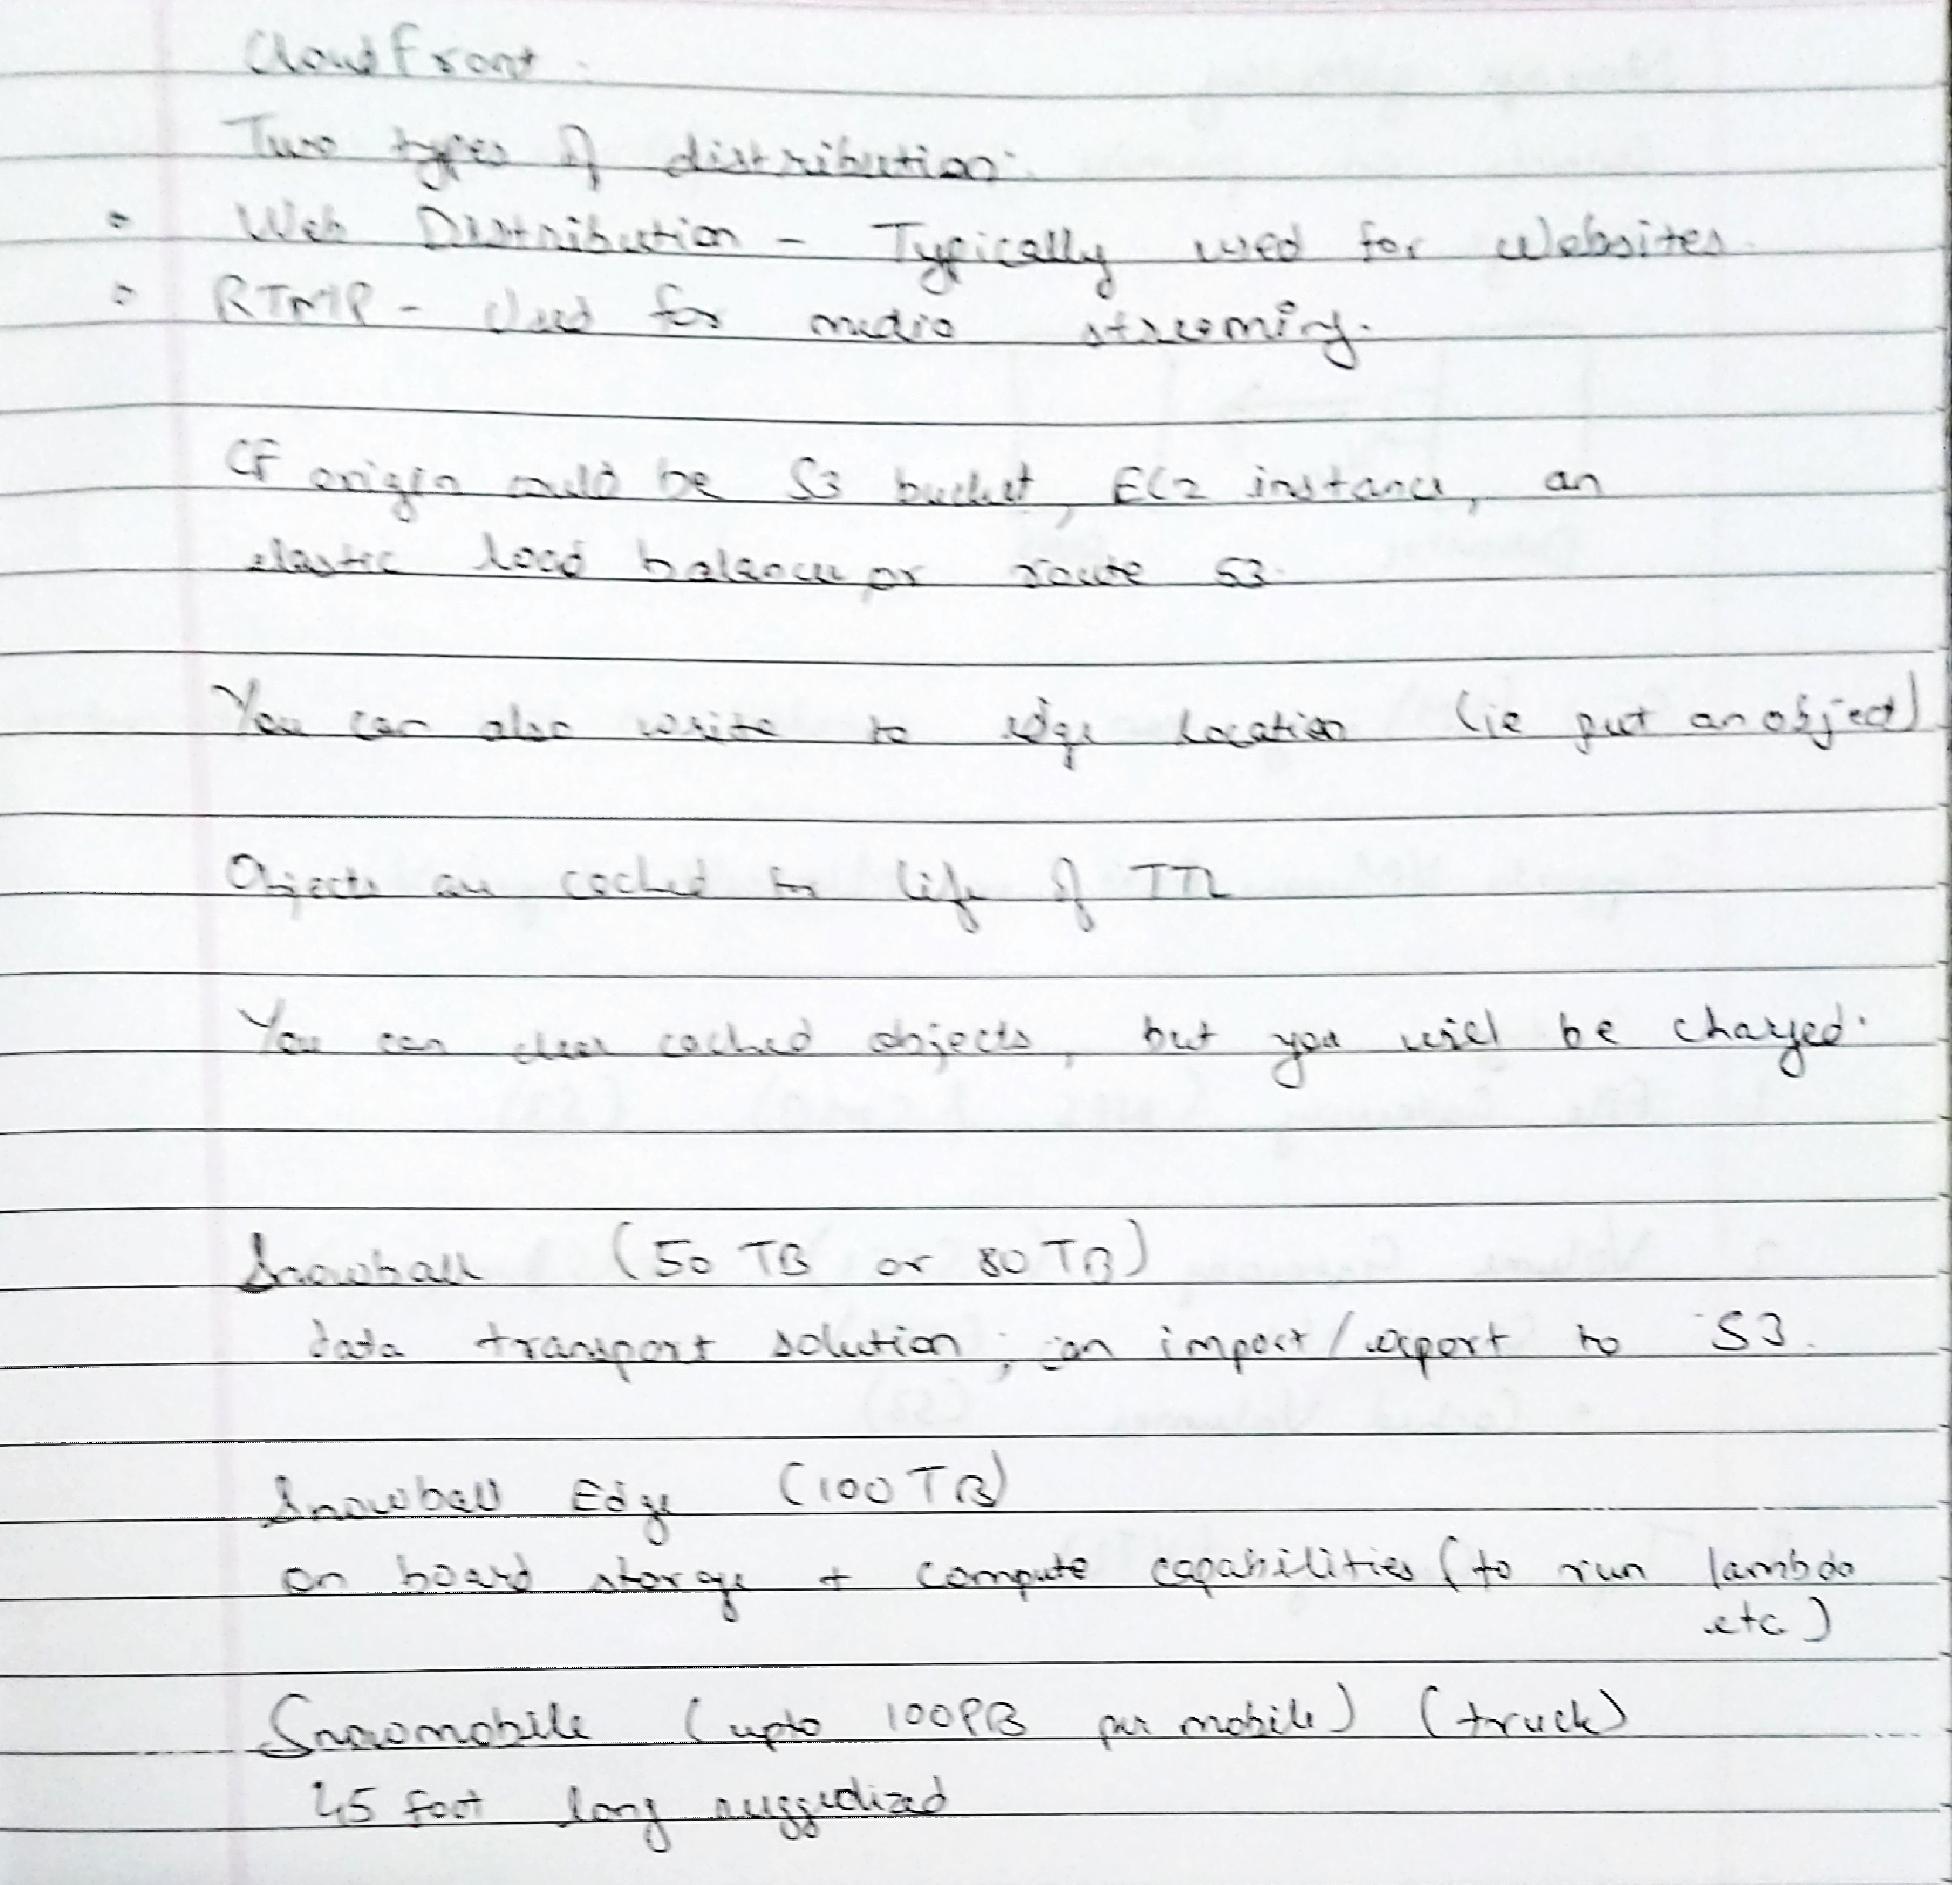 CloudFront:
Two types of distribution:
Web Distribution - Typically used for websites.
RTMP - Used for media streaming.
CF origin could be S3 bucket, EC2 instance, an
elastic load balancer or route 53.
You can also write to edge location (ie put an object)
Objects are cached for life of TTL
You can clear cached objects, but you will be charged.
Snowball (50 TB or 80 TB)
data transport solution, can import/export to S3.
Snowball Edge (100 TB)
on board storage + compute capabilities (to run lambda
etc.)
Snowmobile (upto 100PB per mobile) (truck)
45 foot long ruggedized